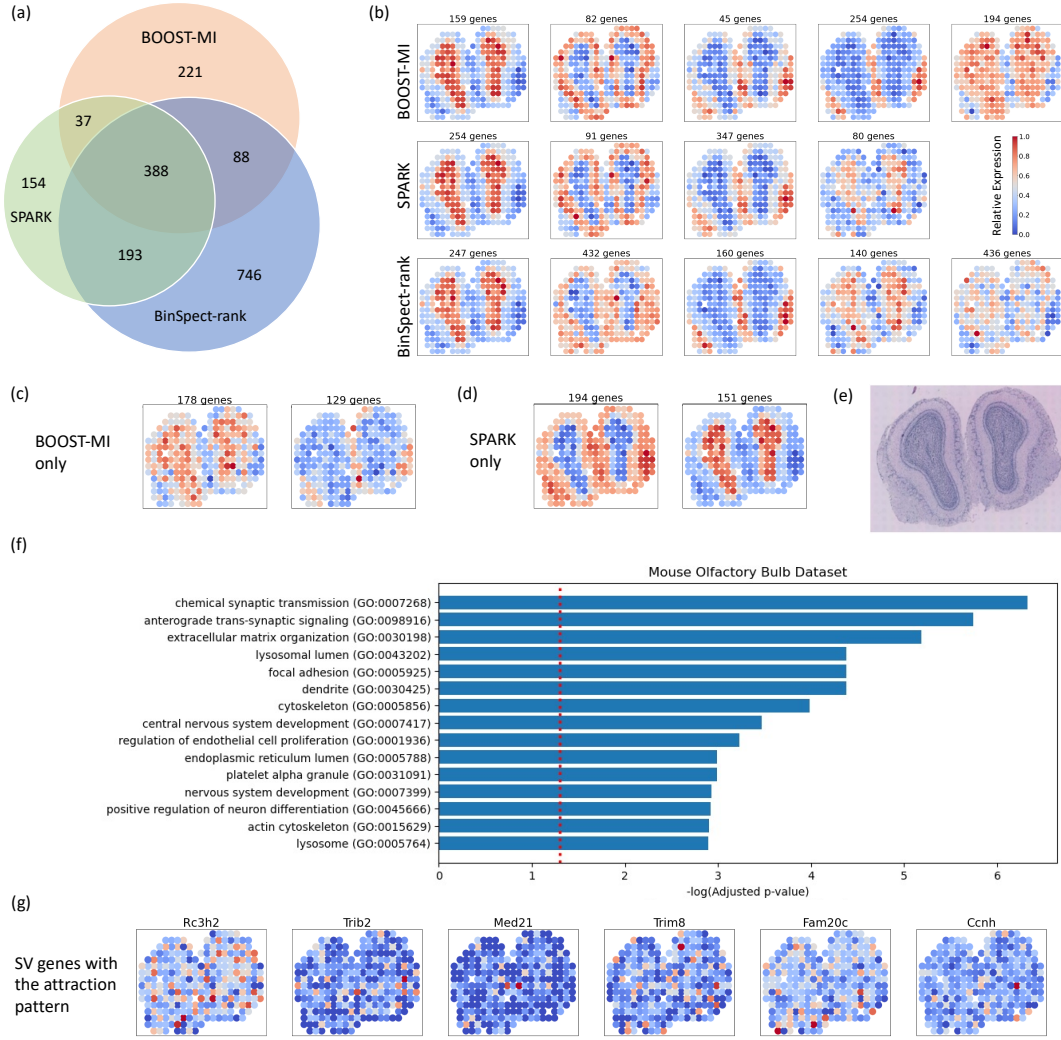 (a)
BOOST-MI
221
37
88
388
154
SPARK
193
746
BinSpect-rank
(b)
159 genes 82 genes 45 genes 254 genes 194 genes
BOOST-MI
254 genes 91 genes 347 genes 80 genes
SPARK
Relative Expression
1.0
0.8
0.6
0.4
0.2
0.0
247 genes 432 genes 160 genes 140 genes 436 genes
BinSpect-rank
(c)
178 genes 129 genes
BOOST-MI
only
(d)
194 genes 151 genes
SPARK
only
(e)
(f)
Mouse Olfactory Bulb Dataset
chemical synaptic transmission (GO:0007268)
anterograde trans-synaptic signaling (GO:0098916)
extracellular matrix organization (GO:0030198)
lysosomal lumen (GO:0043202)
focal adhesion (GO:0005925)
dendrite (GO:0030425)
cytoskeleton (GO:0005856)
central nervous system development (GO:0007417)
regulation of endothelial cell proliferation (GO:0001936)
endoplasmic reticulum lumen (GO:0005788)
platelet alpha granule (GO:0031091)
nervous system development (GO:0007399)
positive regulation of neuron differentiation (GO:0045666)
actin cytoskeleton (GO:0015629)
lysosome (GO:0005764)
0 1 2 3 4 5 6
-log(Adjusted p-value)
(g)
Rc3h2 Trib2 Med21 Trim8 Fam20c Ccnh
SV genes with
the attraction
pattern